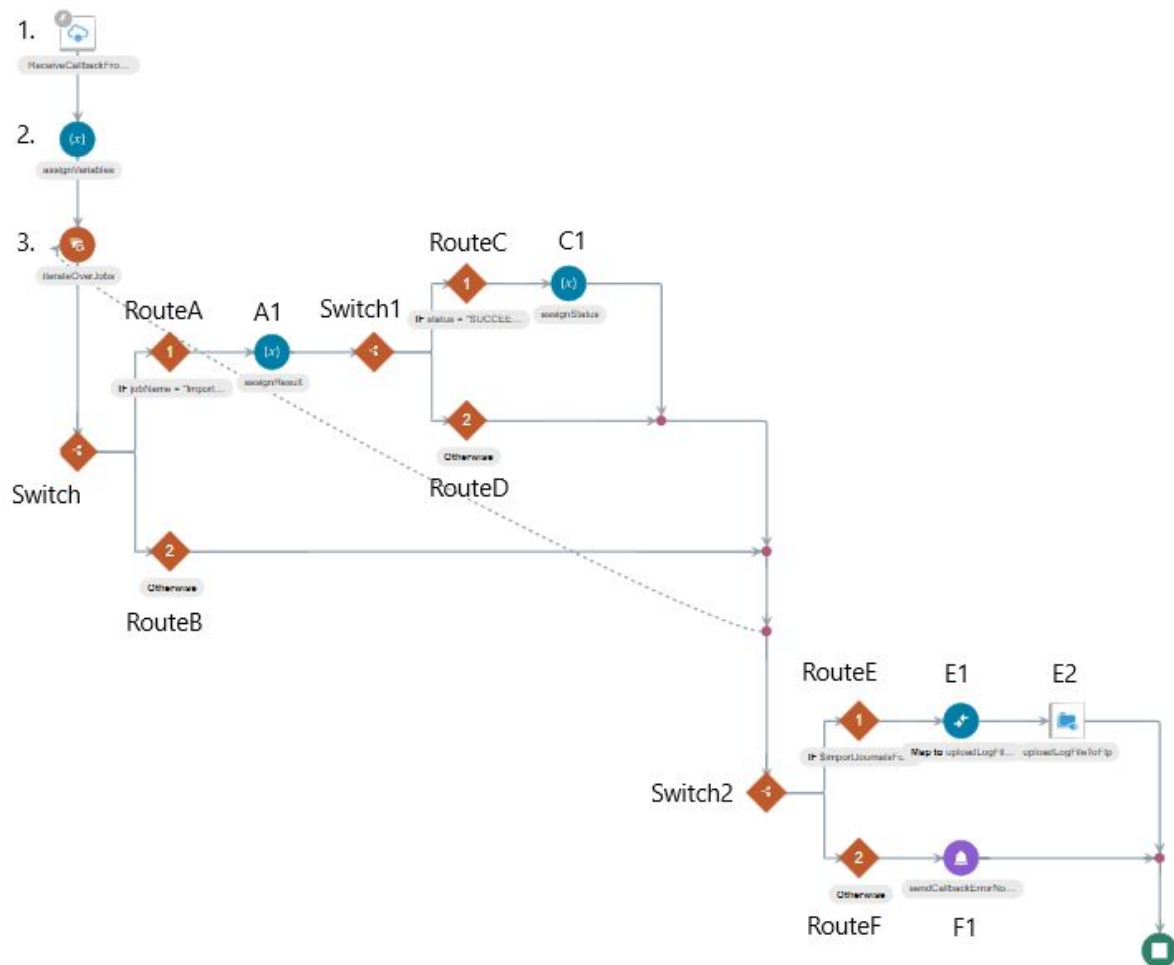 1.
ReceiveCallbackFro...
2.
{x}
assignVariables
3.
iterateOverJobs
RouteA
1
IF jobName = "Import...
A1
{x}
assignResult
Switch1
RouteC
1
IF status = "SUCCEE...
C1
{x}
assignStatus
2
Otherwise
RouteD
Switch
2
Otherwise
RouteB
RouteE
1
IF $importJournalsFo...
E1
Map to uploadLogFil...
E2
uploadLogFileToFtp
Switch2
2
Otherwise
RouteF
sendCallbackErrorNo...
F1